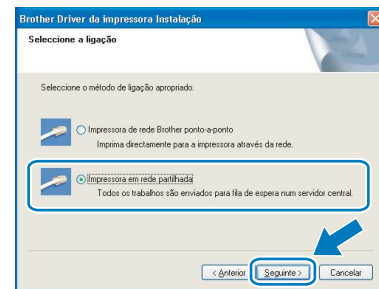 Brother Driver da impressora Instalação
Seleccione a ligação
Seleccione o método de ligação apropriado.
Impressora de rede Brother ponto-a-ponto
Imprima directamente para a impressora através da rede.
Impressora em rede partilhada
Todos os trabalhos são enviados para fila de espera num servidor central.
< Anterior
Seguinte >
Cancelar